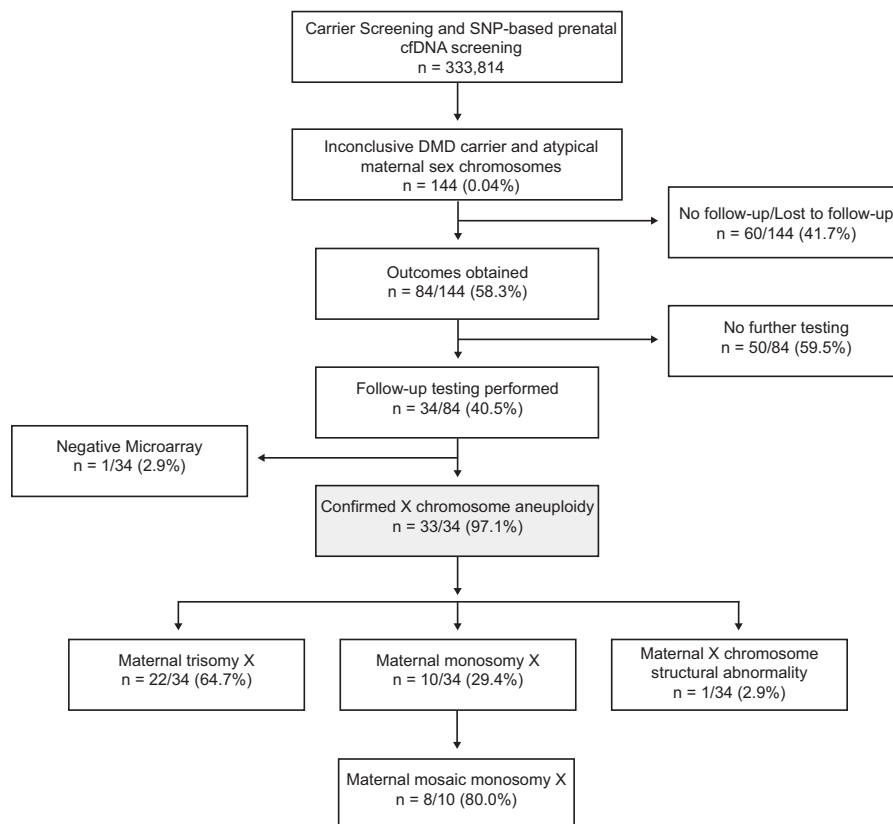 Carrier Screening and SNP-based prenatal
cfDNA screening
n = 333,814
Inconclusive DMD carrier and atypical
maternal sex chromosomes
n = 144 (0.04%)
No follow-up/Lost to follow-up
n = 60/144 (41.7%)
Outcomes obtained
n = 84/144 (58.3%)
No further testing
n = 50/84 (59.5%)
Follow-up testing performed
n = 34/84 (40.5%)
Negative Microarray
n = 1/34 (2.9%)
Confirmed X chromosome aneuploidy
n = 33/34 (97.1%)
Maternal trisomy X
n = 22/34 (64.7%)
Maternal monosomy X
n = 10/34 (29.4%)
Maternal X chromosome
structural abnormality
n = 1/34 (2.9%)
Maternal mosaic monosomy X
n = 8/10 (80.0%)